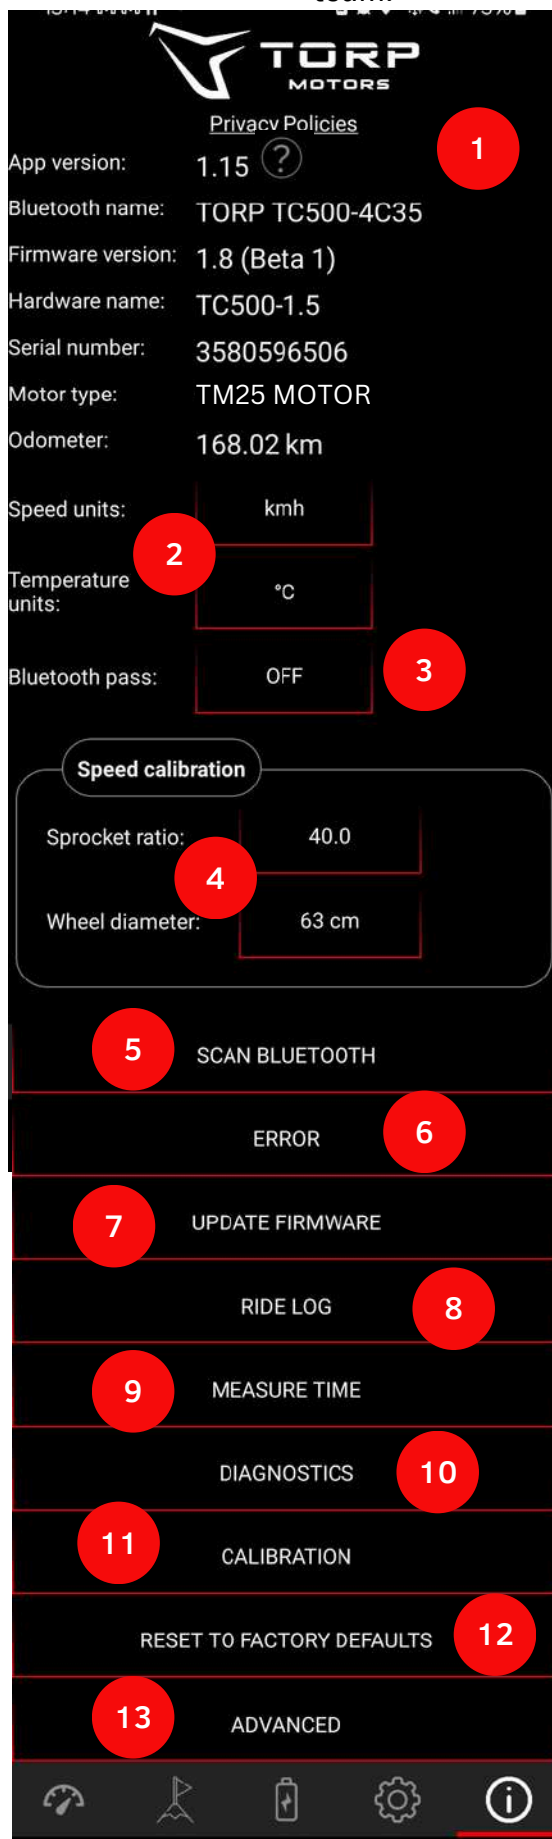 TORP
MOTORS
Privacy Policies
1
App version: 1.15 ?
Bluetooth name: TORP TC500-4C35
Firmware version: 1.8 (Beta 1)
Hardware name: TC500-1.5
Serial number: 3580596506
Motor type: TM25 MOTOR
Odometer: 168.02 km
Speed units: kmh
2
Temperature
units: °C
Bluetooth pass: OFF 3
Speed calibration
Sprocket ratio: 40.0
4
Wheel diameter: 63 cm
5 SCAN BLUETOOTH
ERROR 6
7 UPDATE FIRMWARE
RIDE LOG 8
9 MEASURE TIME
DIAGNOSTICS 10
11 CALIBRATION
RESET TO FACTORY DEFAULTS 12
13 ADVANCED